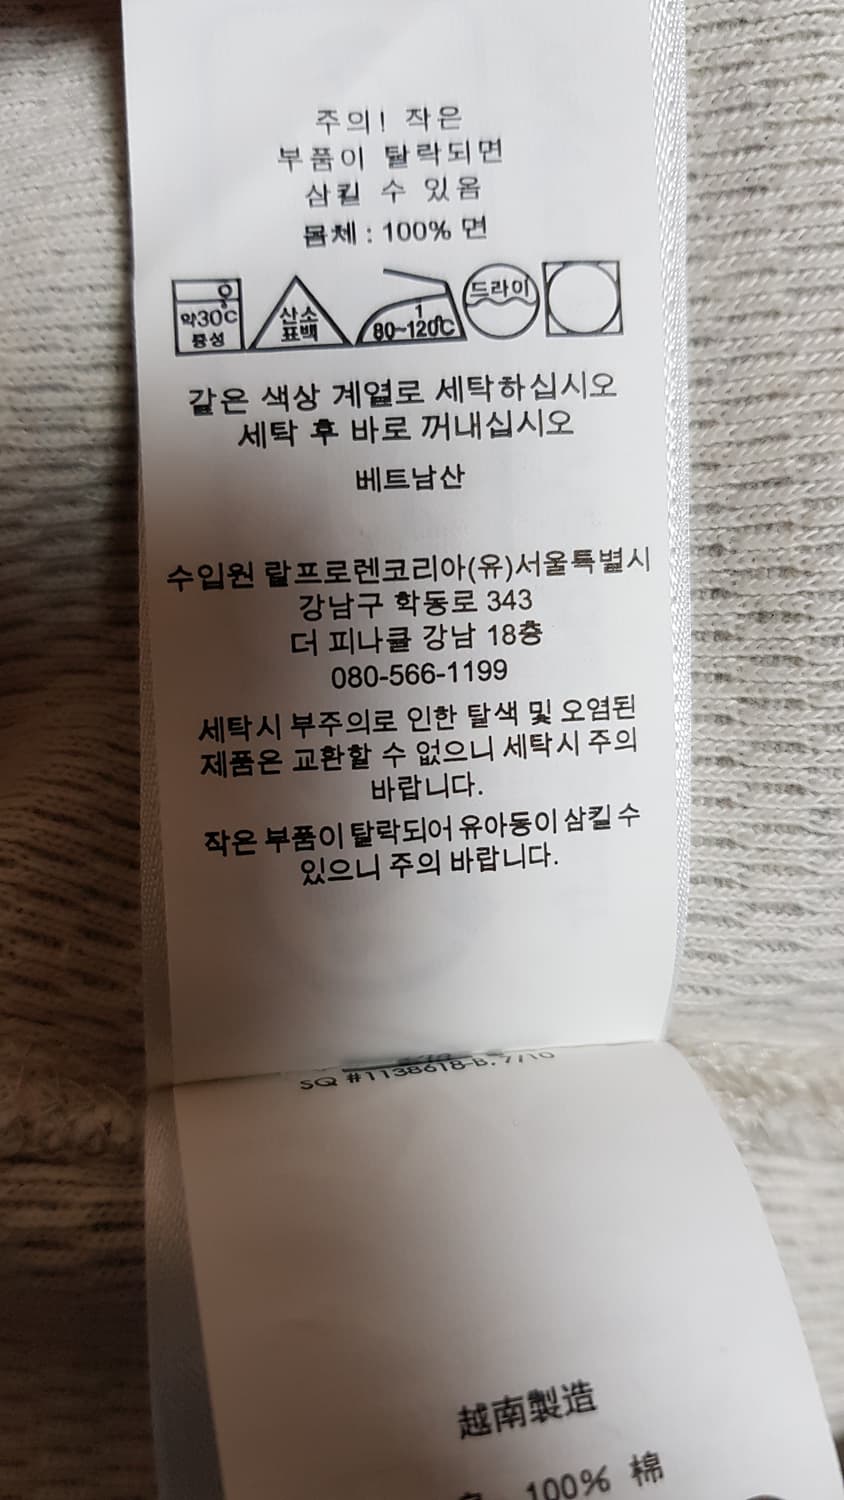 주의! 작은
부품이 탈락되면
삼킬 수 있음
몸체 : 100% 면
약30℃
중성
산소
표백
1
80~120℃
드라이
같은 색상 계열로 세탁하십시오
세탁 후 바로 꺼내십시오
베트남산
수입원 랄프로렌코리아(유)서울특별시
강남구 학동로 343
더 피나클 강남 18층
080-566-1199
세탁시 부주의로 인한 탈색 및 오염된
제품은 교환할 수 없으니 세탁시 주의
바랍니다.
작은 부품이 탈락되어 유아동이 삼킬 수
있으니 주의 바랍니다.
SQ #1138618-B. 7/10
越南製造
100% 棉